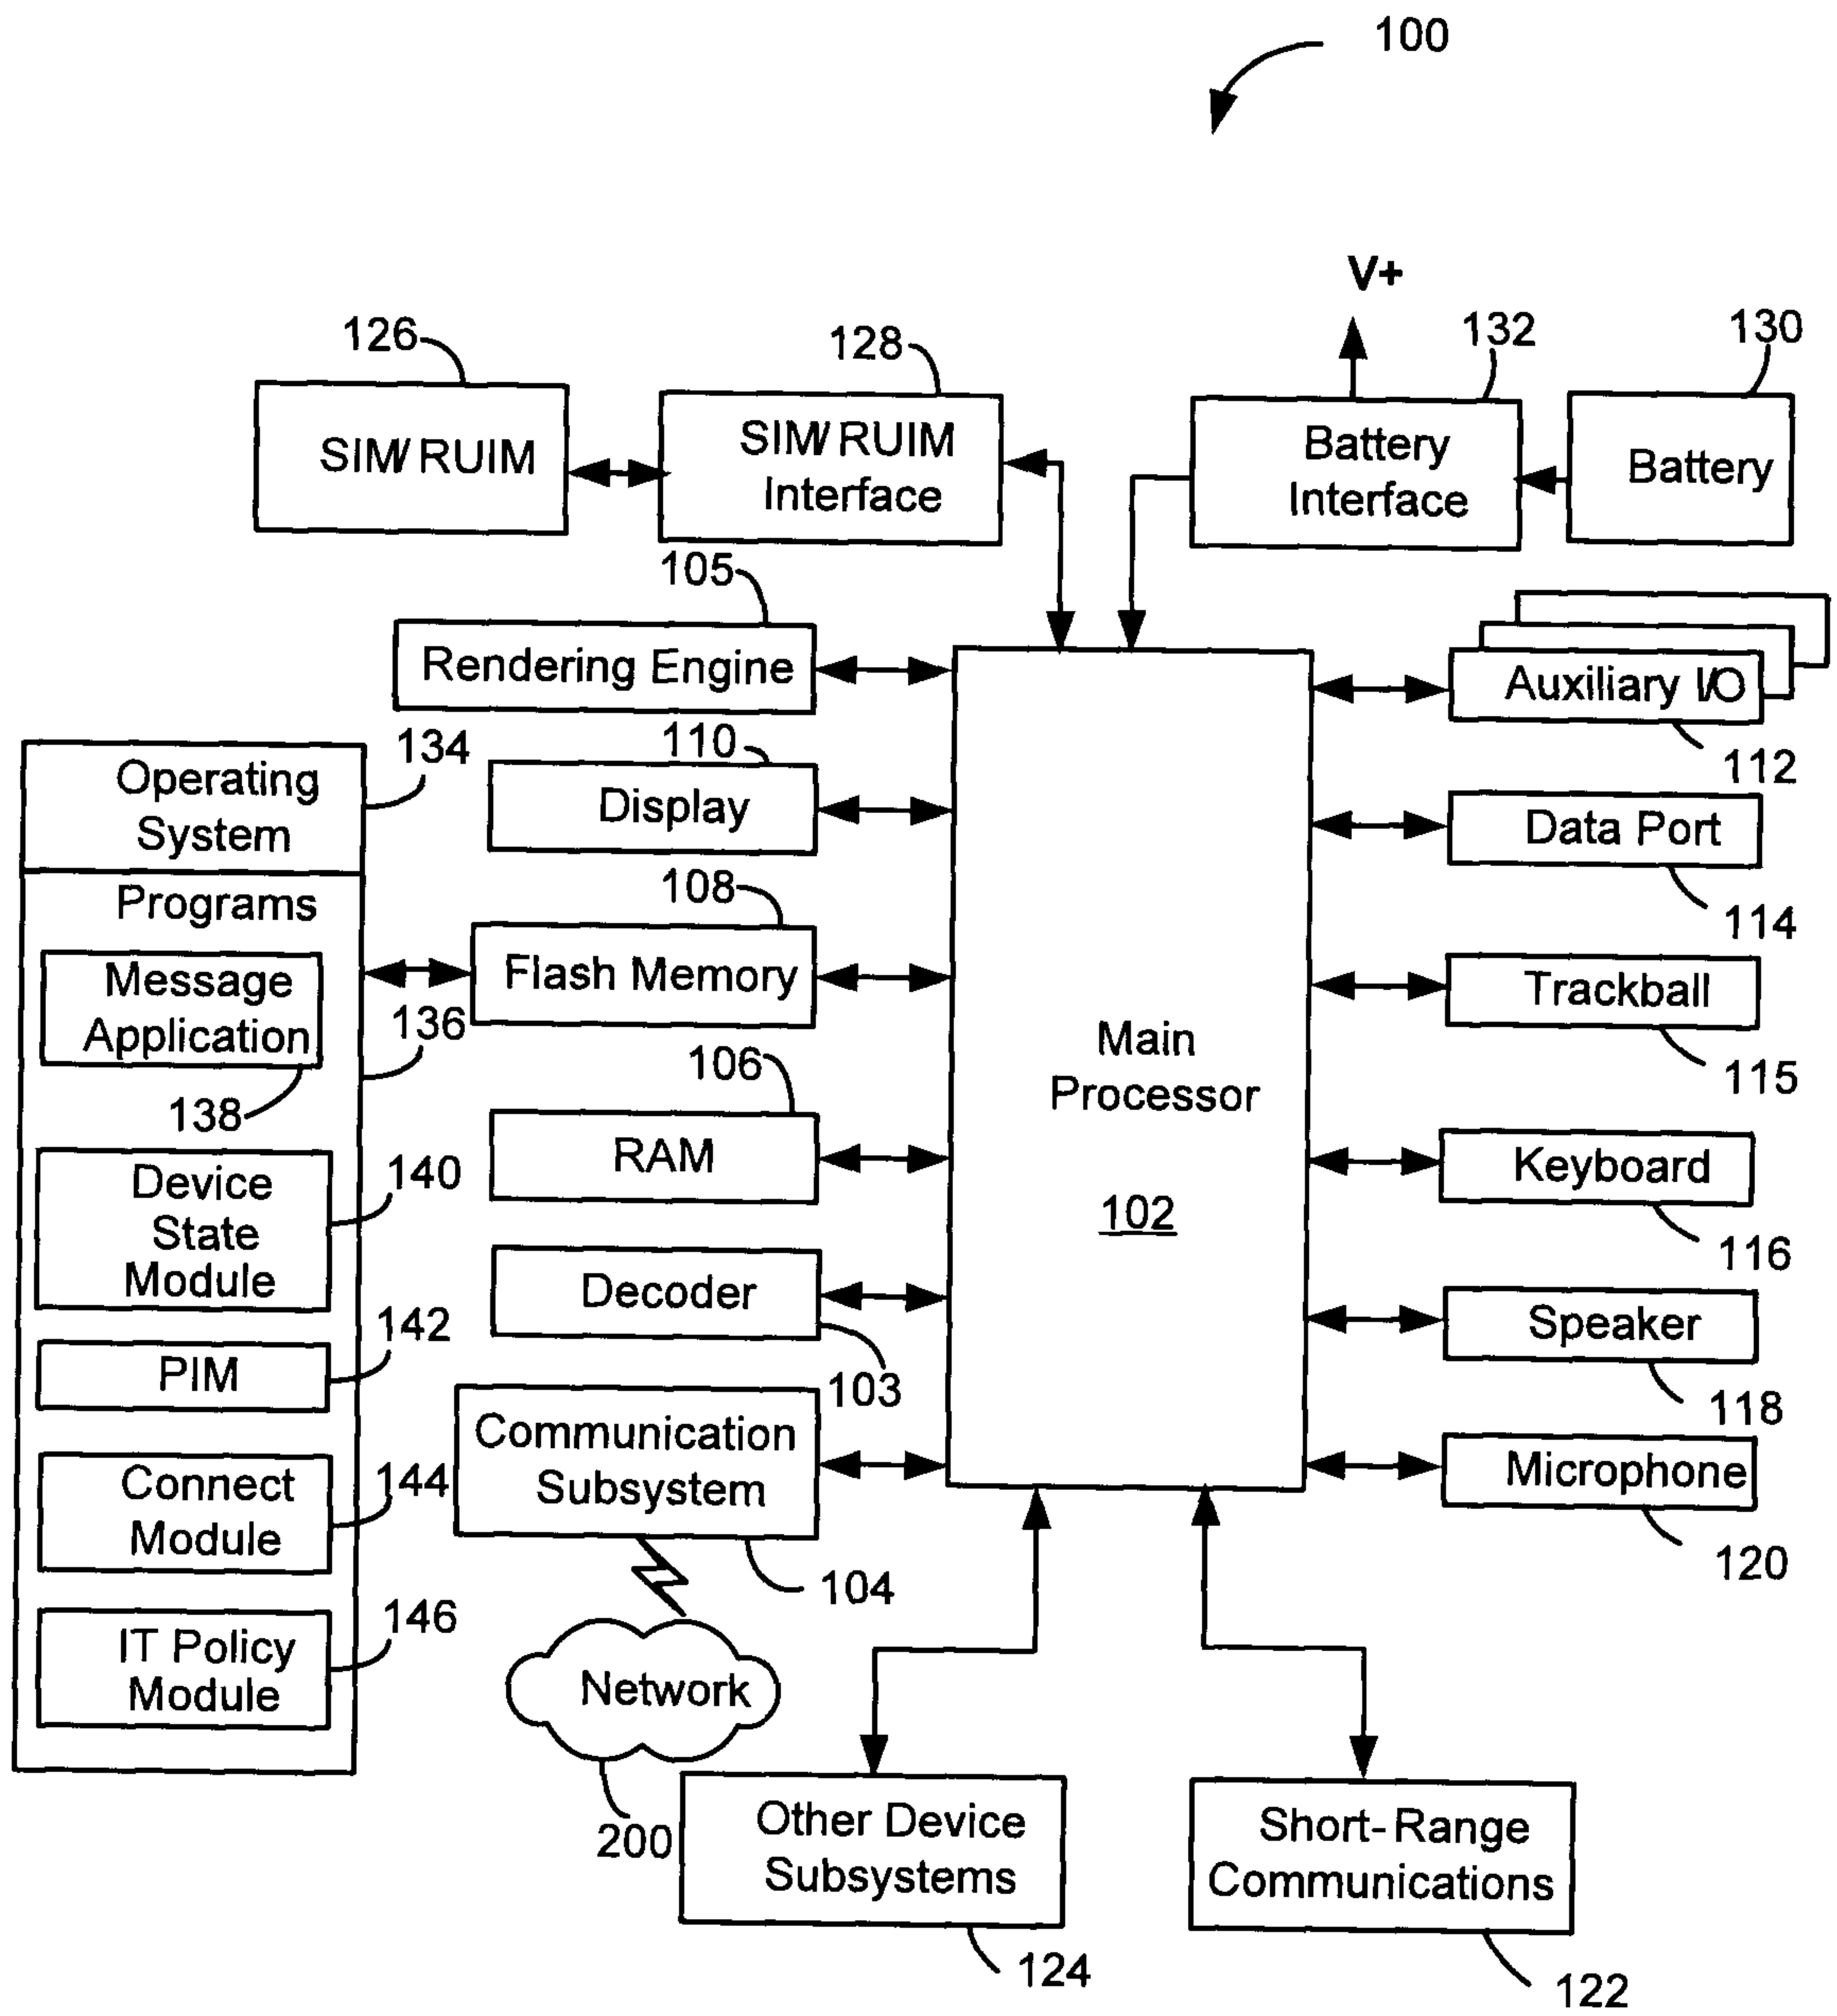 100
V+
126
128
132
130
SIM/RUIM
SIM/RUIM
Interface
Battery
Interface
Battery
105
Rendering Engine
Auxiliary I/O
112
110
Display
134
Operating
System
Data Port
114
Programs
108
Flash Memory
Message
Application
136
138
Trackball
115
Main
Processor
102
106
RAM
Keyboard
116
Device
State
Module
140
Decoder
103
Speaker
118
PIM
142
Communication
Subsystem
104
Microphone
120
Connect
Module
144
IT Policy
Module
146
Network
200
Other Device
Subsystems
124
Short-Range
Communications
122